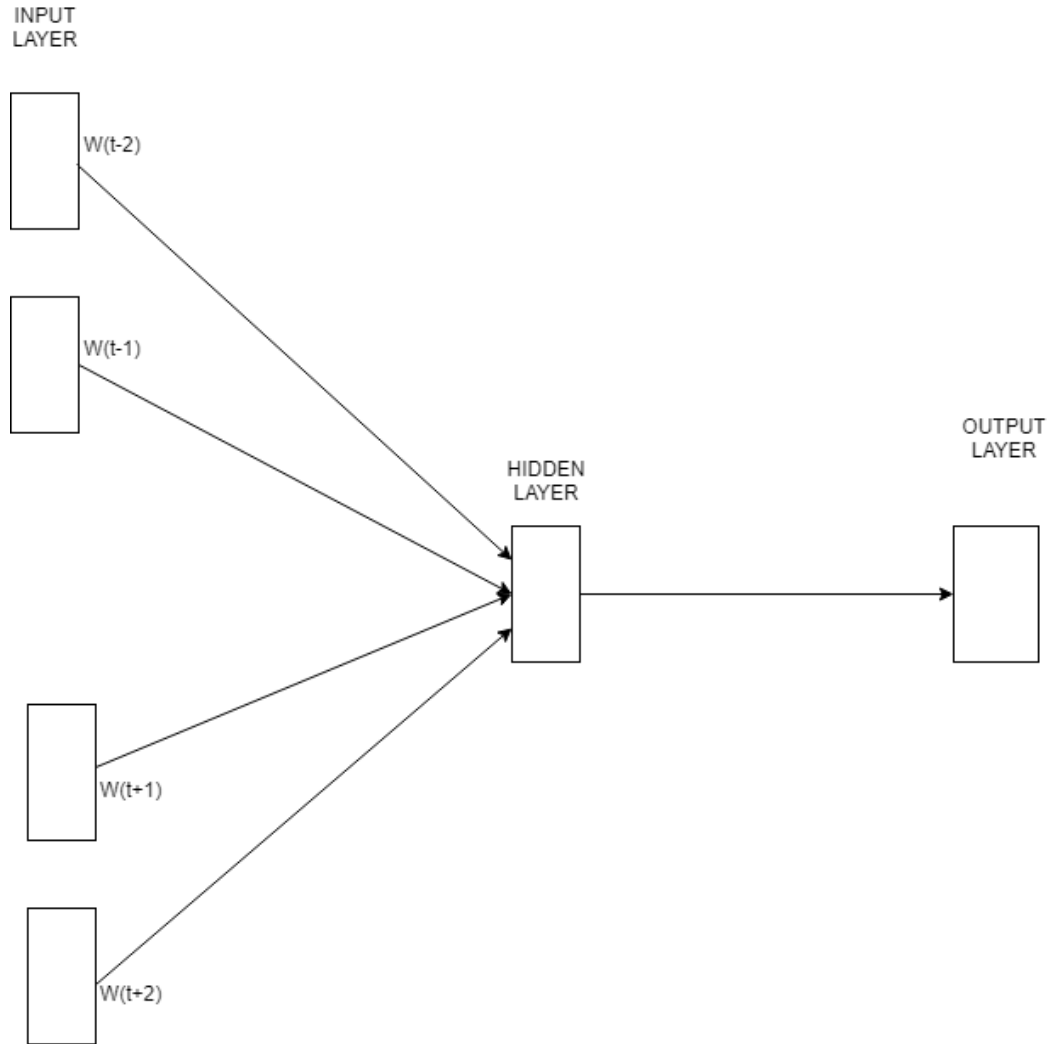 INPUT
LAYER
W(t-2)
W(t-1)
OUTPUT
LAYER
HIDDEN
LAYER
W(t+1)
W(t+2)